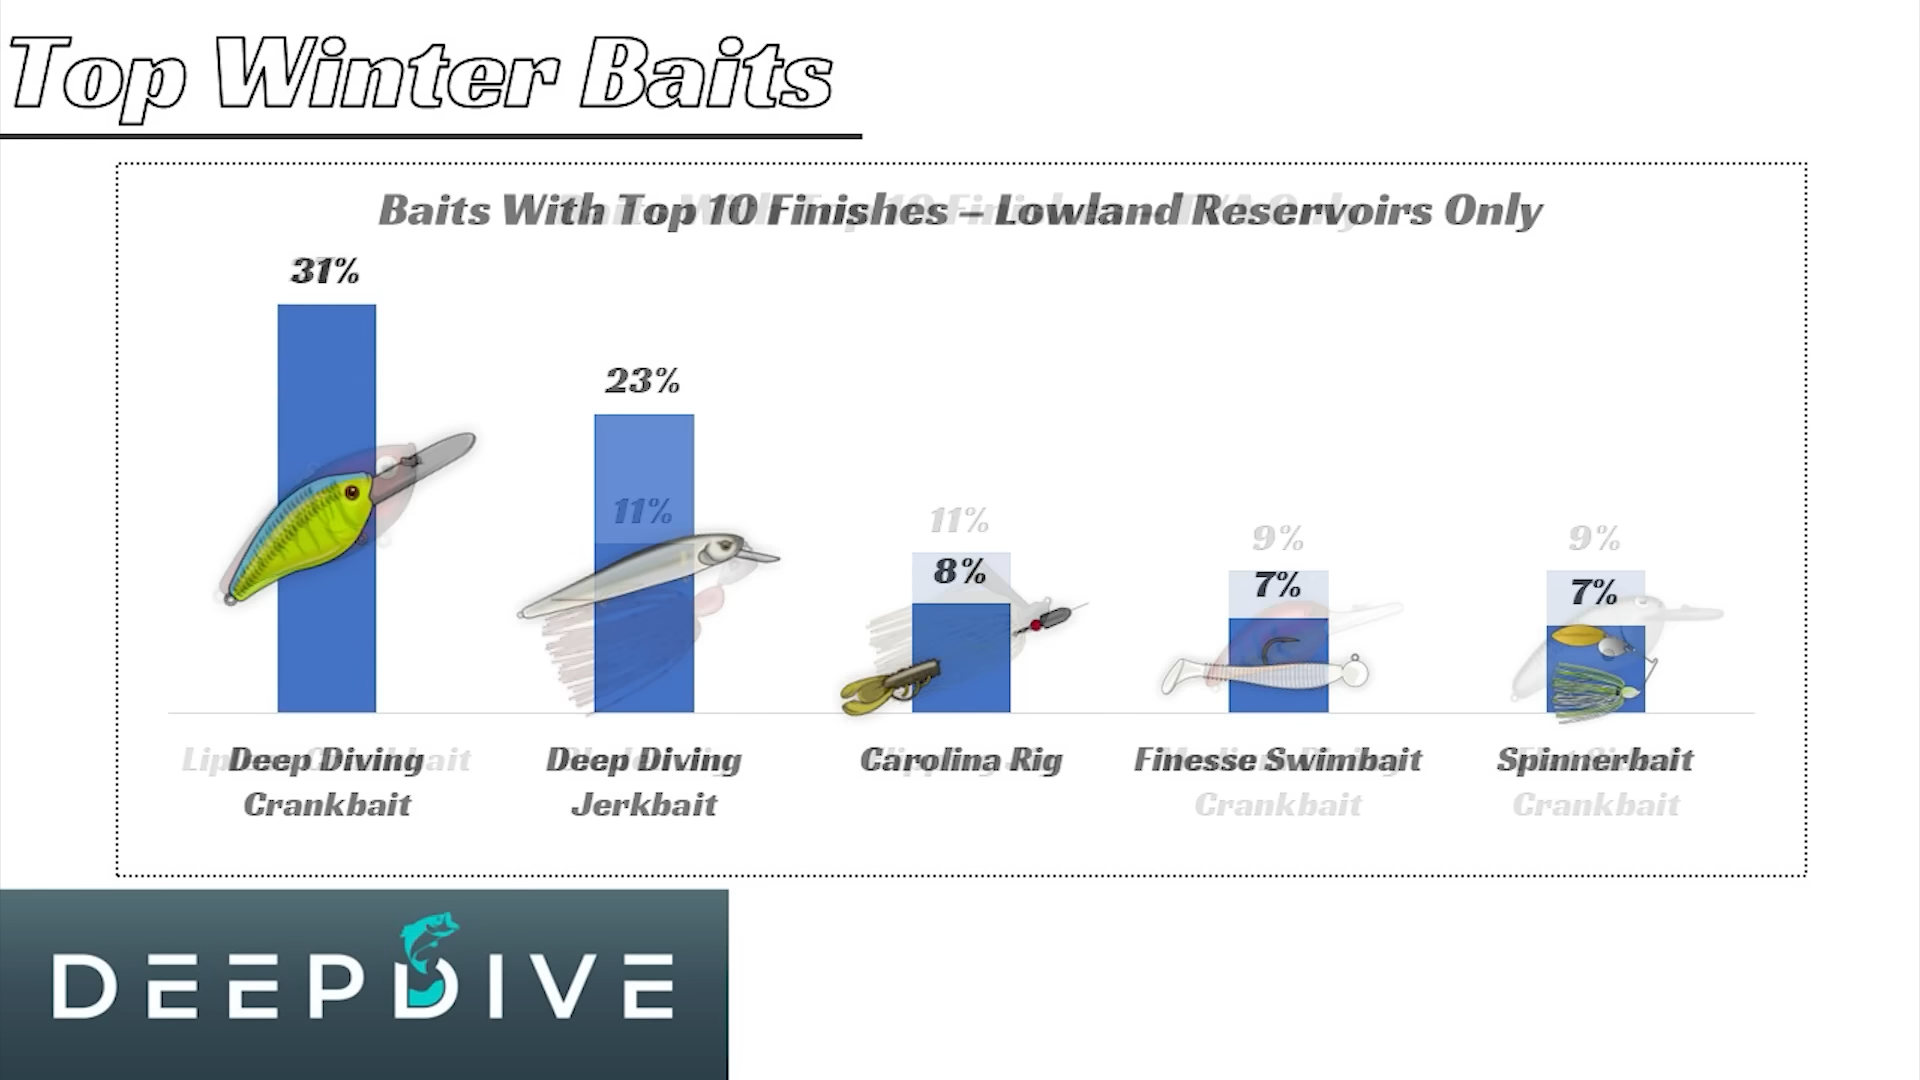 Top Winter Baits
Baits With Top 10 Finishes – Lowland Reservoirs Only
31%
23%
11%
11%
9%
9%
8%
7%
7%
Deep Diving
Crankbait
Deep Diving
Jerkbait
Carolina Rig
Finesse Swimbait
Crankbait
Spinnerbait
Crankbait
DEEPDIVE